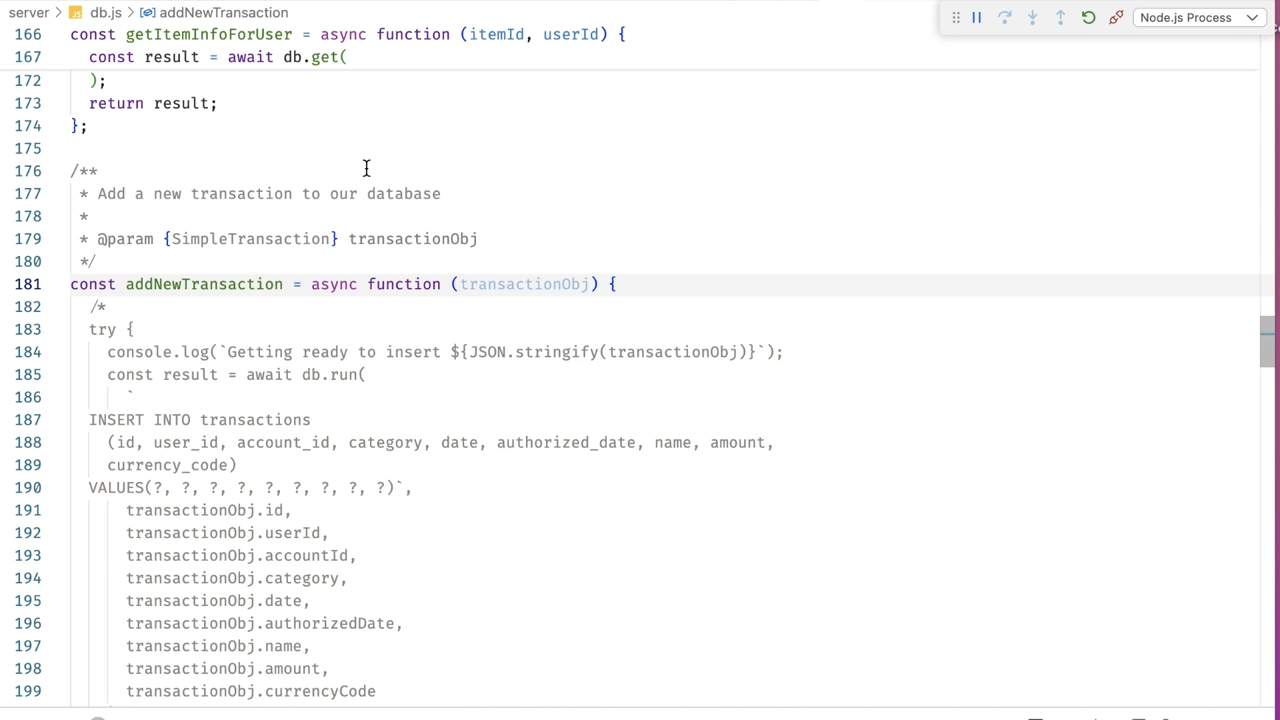 server > JS db.js > addNewTransaction
Node.js Process
166 const getItemInfoForUser = async function (itemId, userId) {
167 const result = await db.get(
172 );
173 return result;
174 };
175
176 /**
177 * Add a new transaction to our database
178 *
179 * @param {SimpleTransaction} transactionObj
180 */
181 const addNewTransaction = async function (transactionObj) {
182 /*
183 try {
184 console.log(`Getting ready to insert ${JSON.stringify(transactionObj)}`);
185 const result = await db.run(
186 `
187 INSERT INTO transactions
188 (id, user_id, account_id, category, date, authorized_date, name, amount,
189 currency_code)
190 VALUES(?, ?, ?, ?, ?, ?, ?, ?, ?)`,
191 transactionObj.id,
192 transactionObj.userId,
193 transactionObj.accountId,
194 transactionObj.category,
195 transactionObj.date,
196 transactionObj.authorizedDate,
197 transactionObj.name,
198 transactionObj.amount,
199 transactionObj.currencyCode